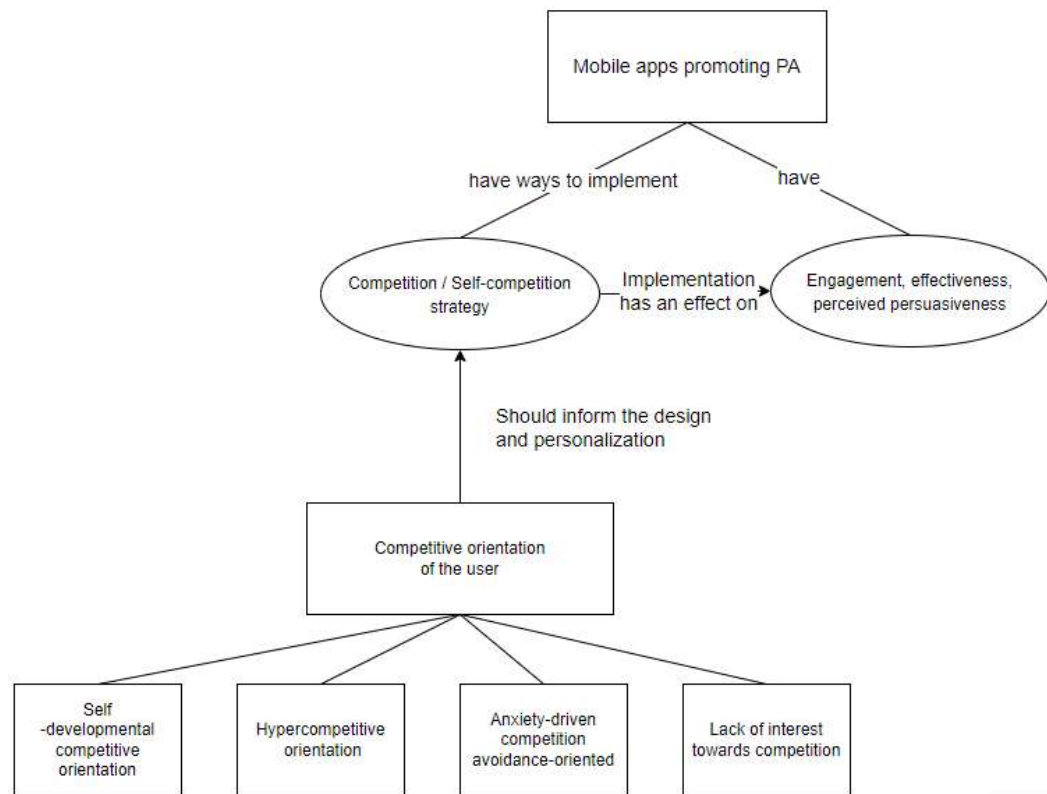 Mobile apps promoting PA
have ways to implement
have
Competition / Self-competition
strategy
Implementation
has an effect on
Engagement, effectiveness,
perceived persuasiveness
Should inform the design
and personalization
Competitive orientation
of the user
Self
-developmental
competitive
orientation
Hypercompetitive
orientation
Anxiety-driven
competition
avoidance-oriented
Lack of interest
towards competition